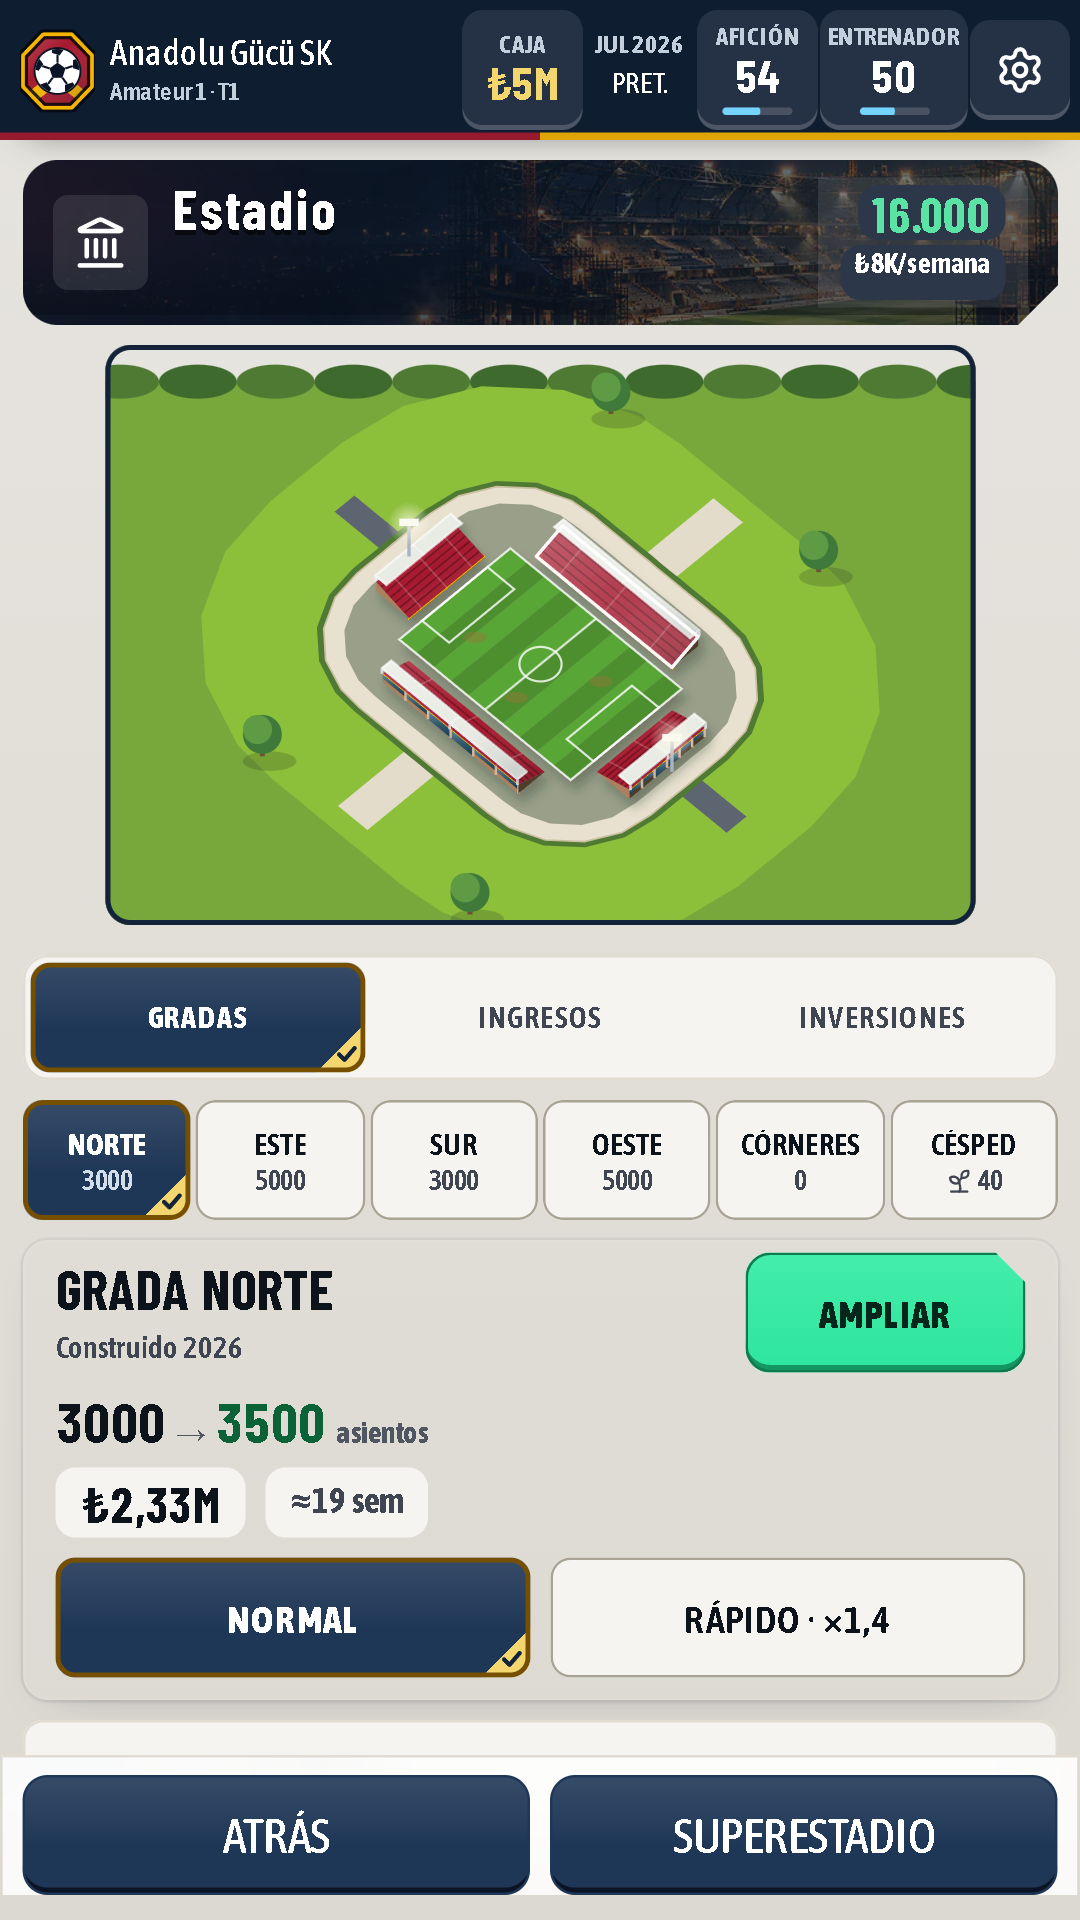 Anadolu Gücü SK
Amateur 1 · T1
CAJA
₺5M
JUL 2026
PRET.
AFICIÓN
54
ENTRENADOR
50
Estadio
16.000
₺8K/semana
GRADAS
INGRESOS
INVERSIONES
NORTE
3000
ESTE
5000
SUR
3000
OESTE
5000
CÓRNERES
0
CÉSPED
40
GRADA NORTE
Construido 2026
AMPLIAR
3000 → 3500 asientos
₺2,33M
≈19 sem
NORMAL
RÁPIDO · ×1,4
ATRÁS
SUPERESTADIO